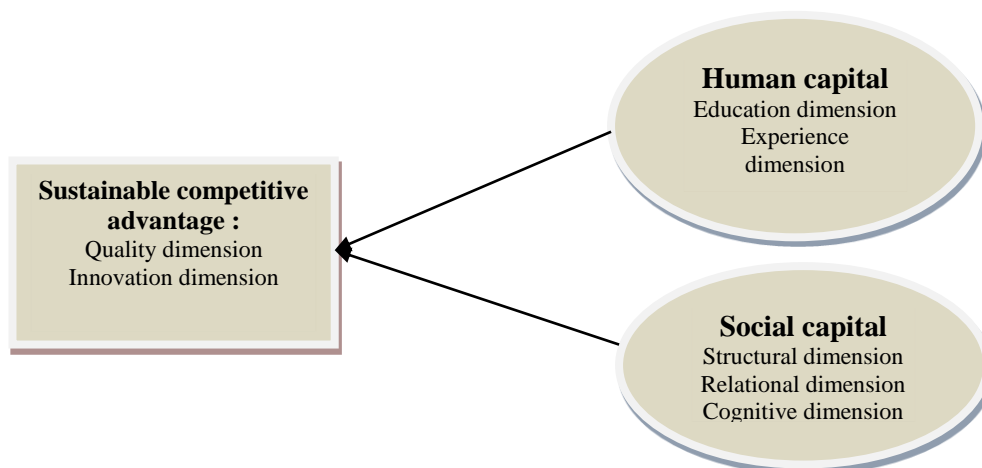 Sustainable competitive
advantage :
Quality dimension
Innovation dimension
Human capital
Education dimension
Experience
dimension
Social capital
Structural dimension
Relational dimension
Cognitive dimension